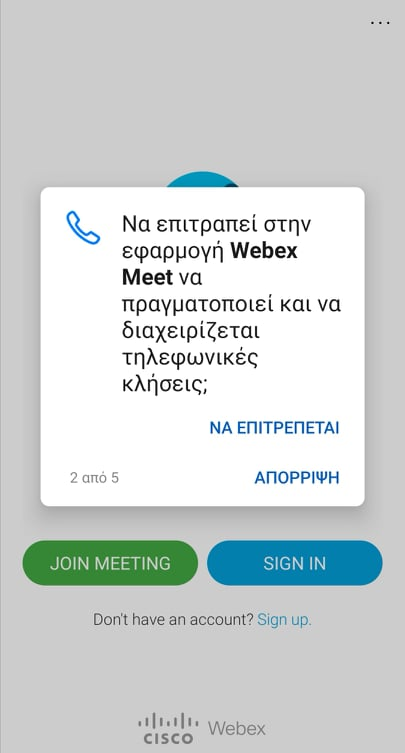 Να επιτραπεί στην
εφαρμογή Webex
Meet να
πραγματοποιεί και να
διαχειρίζεται
τηλεφωνικές
κλήσεις;
ΝΑ ΕΠΙΤΡΕΠΕΤΑΙ
2 από 5
ΑΠΟΡΡΙΨΗ
JOIN MEETING
SIGN IN
Don't have an account? Sign up.
CISCO Webex